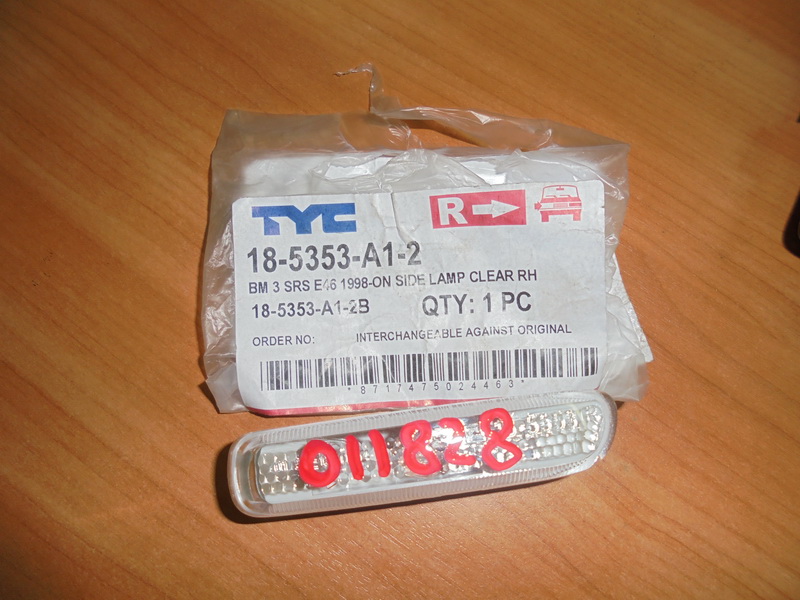 TYC
R
18-5353-A1-2
BM 3 SRS E46 1998-ON SIDE LAMP CLEAR RH
18-5353-A1-2B QTY: 1 PC
ORDER NO: INTERCHANGEABLE AGAINST ORIGINAL
*8717475024463*
011828